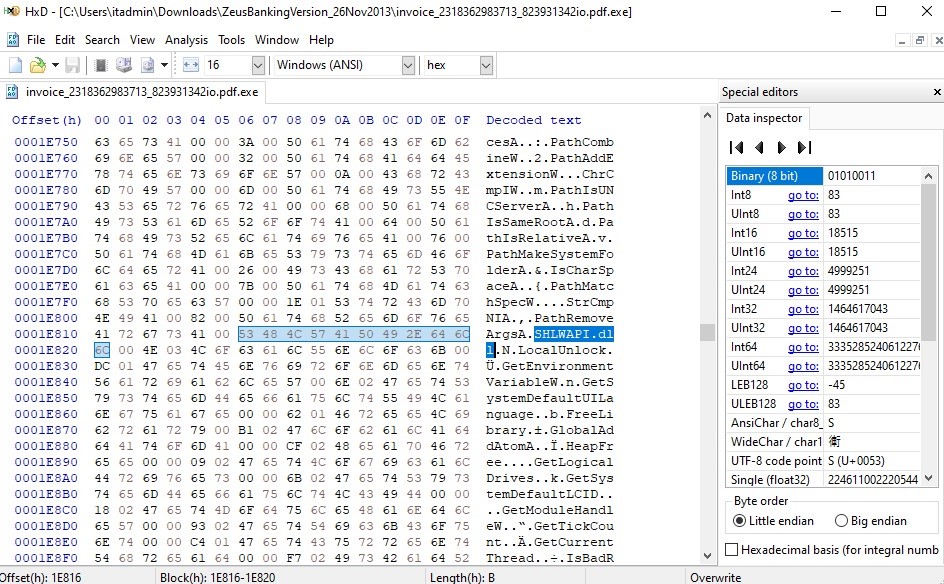 HxD - [C:\Users\itadmin\Downloads\ZeusBankingVersion_26Nov2013\invoice_2318362983713_823931342io.pdf.exe]
File Edit Search View Analysis Tools Window Help
16 Windows (ANSI) hex
invoice_2318362983713_823931342io.pdf.exe
Offset(h) 00 01 02 03 04 05 06 07 08 09 0A 0B 0C 0D 0E 0F Decoded text
0001E750 63 65 73 41 00 00 3A 00 50 61 74 68 43 6F 6D 62 cesA..:.PathComb
0001E760 69 6E 65 57 00 00 32 00 50 61 74 68 41 64 64 45 ineW..2.PathAddE
0001E770 78 74 65 6E 73 69 6F 6E 57 00 0A 00 43 68 72 43 xtensionW...ChrC
0001E780 6D 70 49 57 00 00 6D 00 50 61 74 68 49 73 55 4E mpIW..m.PathIsUN
0001E790 43 53 65 72 76 65 72 41 00 00 68 00 50 61 74 68 CServerA..h.Path
0001E7A0 49 73 53 61 6D 65 52 6F 6F 74 41 00 64 00 50 61 IsSameRootA.d.Pa
0001E7B0 74 68 49 73 52 65 6C 61 74 69 76 65 41 00 76 00 thIsRelativeA.v.
0001E7C0 50 61 74 68 4D 61 6B 65 53 79 73 74 65 6D 46 6F PathMakeSystemFo
0001E7D0 6C 64 65 72 41 00 26 00 49 73 43 68 61 72 53 70 lderA.&.IsCharSp
0001E7E0 61 63 65 41 00 00 7B 00 50 61 74 68 4D 61 74 63 aceA..{.PathMatc
0001E7F0 68 53 70 65 63 57 00 00 1E 01 53 74 72 43 6D 70 hSpecW....StrCmp
0001E800 4E 49 41 00 82 00 50 61 74 68 52 65 6D 6F 76 65 NIA.‚.PathRemove
0001E810 41 72 67 73 41 00 53 48 4C 57 41 50 49 2E 64 6C ArgsA.SHLWAPI.dl
0001E820 6C 00 4E 03 4C 6F 63 61 6C 55 6E 6C 6F 63 6B 00 l.N.LocalUnlock.
0001E830 DC 01 47 65 74 45 6E 76 69 72 6F 6E 6D 65 6E 74 Ü.GetEnvironment
0001E840 56 61 72 69 61 62 6C 65 57 00 6E 02 47 65 74 53 VariableW.n.GetS
0001E850 79 73 74 65 6D 44 65 66 61 75 6C 74 55 49 4C 61 ystemDefaultUILa
0001E860 6E 67 75 61 67 65 00 00 62 01 46 72 65 65 4C 69 nguage..b.FreeLi
0001E870 62 72 61 72 79 00 B1 02 47 6C 6F 62 61 6C 41 64 brary.±.GlobalAd
0001E880 64 41 74 6F 6D 41 00 00 CF 02 48 65 61 70 46 72 dAtomA..Ï.HeapFr
0001E890 65 65 00 00 09 02 47 65 74 4C 6F 67 69 63 61 6C ee....GetLogical
0001E8A0 44 72 69 76 65 73 00 00 6B 02 47 65 74 53 79 73 Drives..k.GetSys
0001E8B0 74 65 6D 44 65 66 61 75 6C 74 4C 43 49 44 00 00 temDefaultLCID..
0001E8C0 18 02 47 65 74 4D 6F 64 75 6C 65 48 61 6E 64 6C ..GetModuleHandl
0001E8D0 65 57 00 00 93 02 47 65 74 54 69 63 6B 43 6F 75 eW..“.GetTickCou
0001E8E0 6E 74 00 00 C4 01 47 65 74 43 75 72 72 65 6E 74 nt..Ä.GetCurrent
0001E8F0 54 68 72 65 61 64 00 00 F7 02 49 73 42 61 64 52 Thread..÷.IsBadR
Special editors
Data inspector
Binary (8 bit) 01010011
Int8 go to: 83
UInt8 go to: 83
Int16 go to: 18515
UInt16 go to: 18515
Int24 go to: 4999251
UInt24 go to: 4999251
Int32 go to: 1464617043
UInt32 go to: 1464617043
Int64 go to: 3335285240612276
UInt64 go to: 3335285240612276
LEB128 go to: -45
ULEB128 go to: 83
AnsiChar / char8_ S
WideChar / char1 術
UTF-8 code point S (U+0053)
Single (float32) 224611002220544
Byte order
Little endian Big endian
Hexadecimal basis (for integral numb
Offset(h): 1E816 Block(h): 1E816-1E820 Length(h): B Overwrite